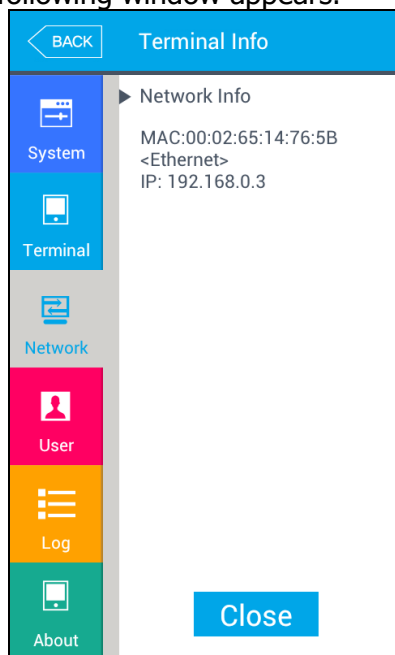 following window appears.
BACK
Terminal Info
System
Terminal
Network
User
Log
About
Network Info
MAC:00:02:65:14:76:5B
<Ethernet>
IP: 192.168.0.3
Close